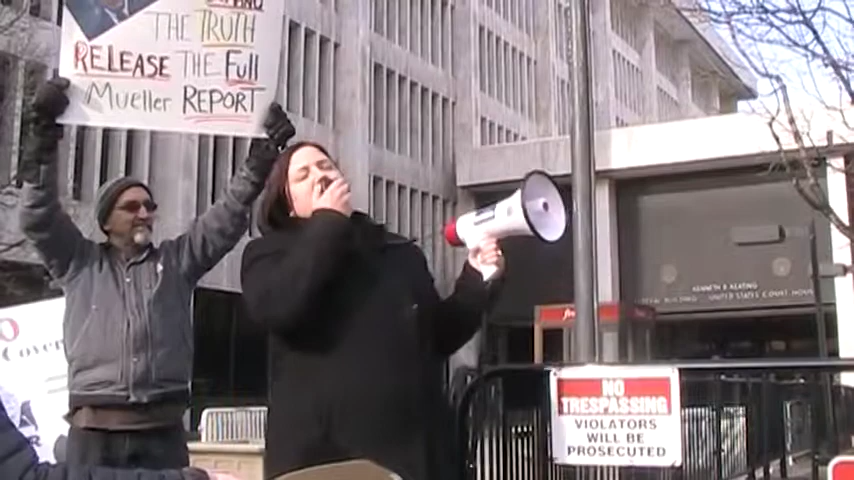 THE TRUTH
RELEASE THE Full
Mueller REPORT
O
Cover
KENNETH B KEATING
FEDERAL BUILDING UNITED STATES COURT HOUSE
NO
TRESPASSING
VIOLATORS
WILL BE
PROSECUTED